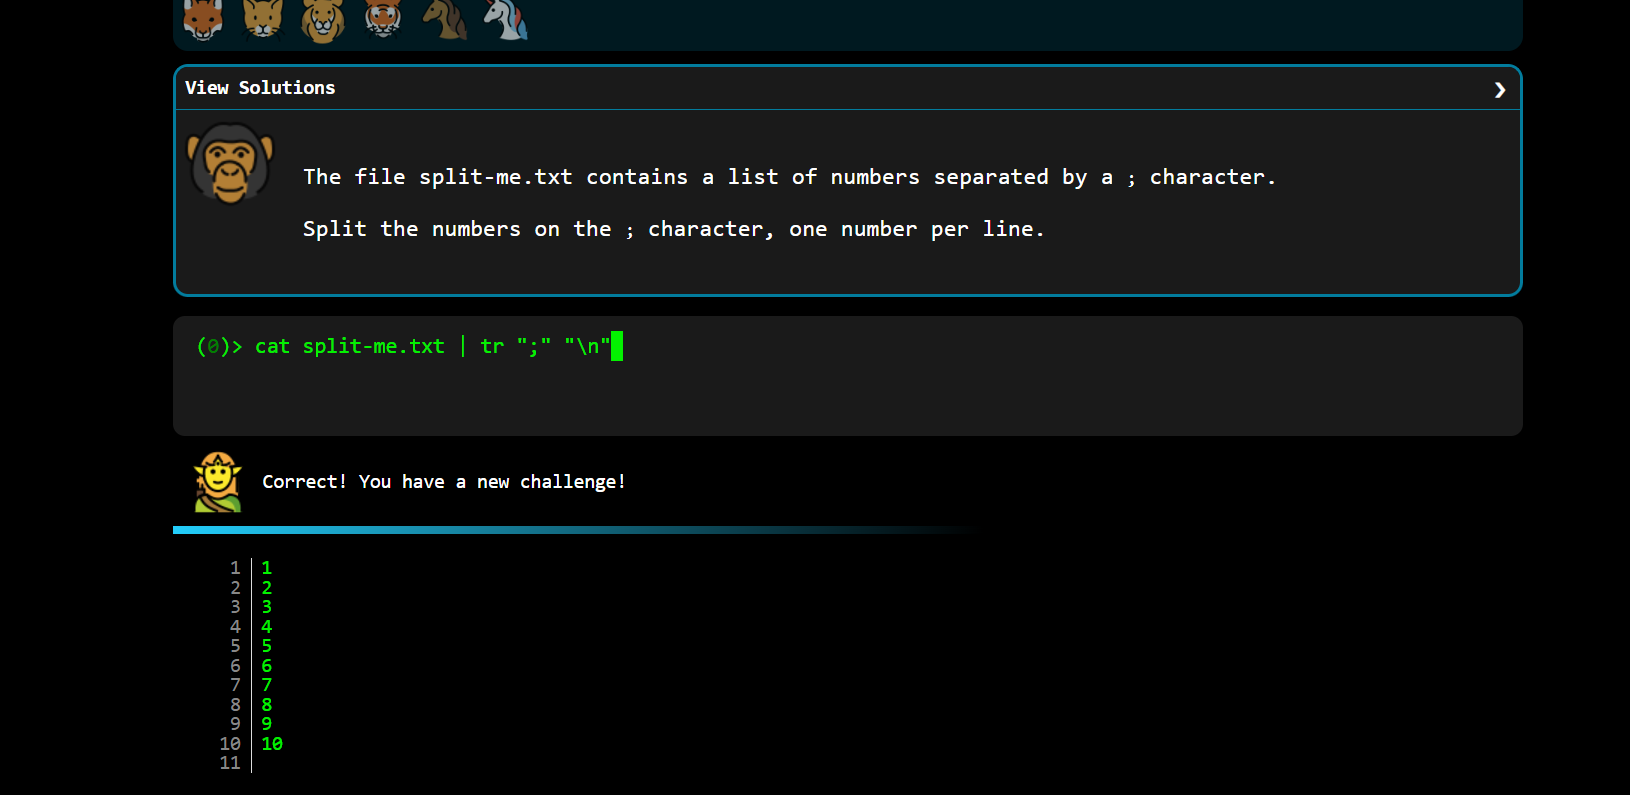 View Solutions ❯
The file split-me.txt contains a list of numbers separated by a ; character.
Split the numbers on the ; character, one number per line.
(0)> cat split-me.txt | tr ";" "\n"
Correct! You have a new challenge!
1 1
2 2
3 3
4 4
5 5
6 6
7 7
8 8
9 9
10 10
11